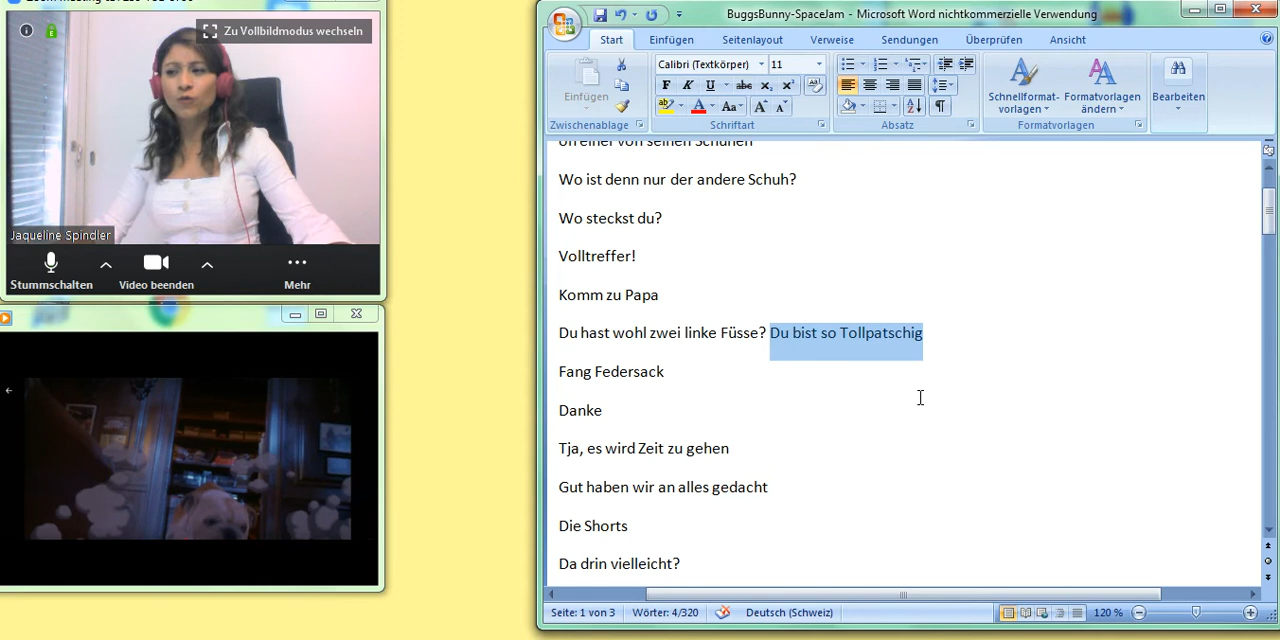 Zu Vollbildmodus wechseln
Jaqueline Spindler
Stummschalten
Video beenden
Mehr
BuggsBunny-SpaceJam - Microsoft Word nichtkommerzielle Verwendung
Start Einfügen Seitenlayout Verweise Sendungen Überprüfen Ansicht
Einfügen
Calibri (Textkörper) 11
F K U abc x₂ x²
Schnellformat-vorlagen
Formatvorlagen ändern
Bearbeiten
Zwischenablage
Schriftart
Absatz
Formatvorlagen
Wo ist denn nur der andere Schuh?
Wo steckst du?
Volltreffer!
Komm zu Papa
Du hast wohl zwei linke Füsse? Du bist so Tollpatschig
Fang Federsack
Danke
Tja, es wird Zeit zu gehen
Gut haben wir an alles gedacht
Die Shorts
Da drin vielleicht?
Seite: 1 von 3 Wörter: 4/320 Deutsch (Schweiz) 120 %